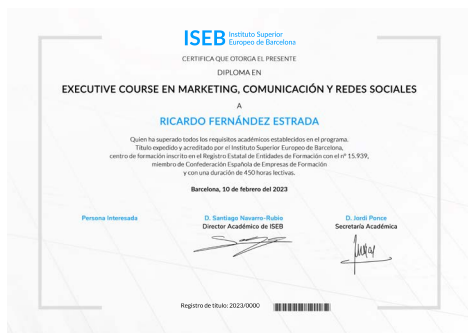 ISEB Instituto Superior
Europeo de Barcelona
CERTIFICA QUE OTORGA EL PRESENTE
DIPLOMA EN
EXECUTIVE COURSE EN MARKETING, COMUNICACIÓN Y REDES SOCIALES
A
RICARDO FERNÁNDEZ ESTRADA
Quien ha superado todos los requisitos académicos establecidos en el programa.
Título expedido y acreditado por el Instituto Superior Europeo de Barcelona,
centro de formación inscrito en el Registro Estatal de Entidades de Formación con el nº 15.939,
miembro de Confederación Española de Empresas de Formación
y con una duración de 450 horas lectivas.
Barcelona, 10 de febrero del 2023
Persona Interesada
D. Santiago Navarro-Rubio
Director Académico de ISEB
D. Jordi Ponce
Secretaría Académica
Registro de título: 2023/0000